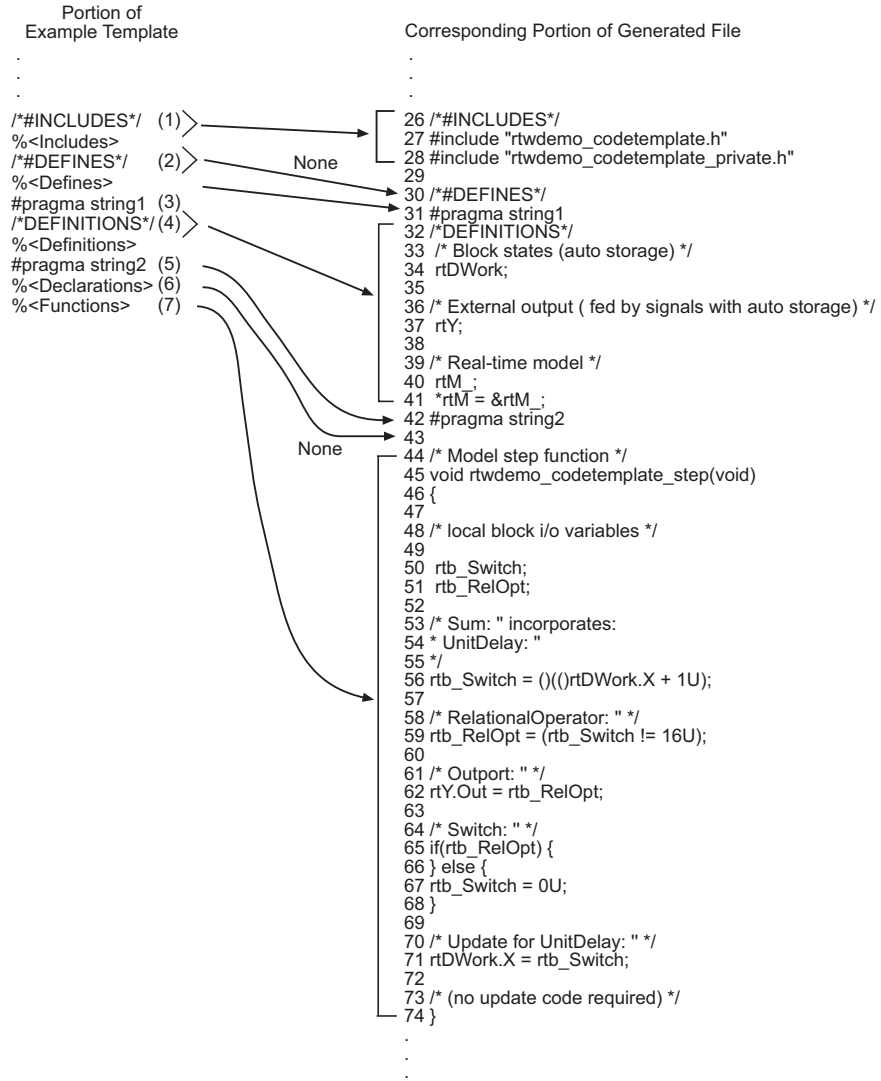 Portion of
Example Template
.
.
.
/*#INCLUDES*/ (1)
%<Includes>
/*#DEFINES*/ (2)
%<Defines>
#pragma string1 (3)
/*DEFINITIONS*/ (4)
%<Definitions>
#pragma string2 (5)
%<Declarations> (6)
%<Functions> (7)
None
None
Corresponding Portion of Generated File
.
.
.
26 /*#INCLUDES*/
27 #include "rtwdemo_codetemplate.h"
28 #include "rtwdemo_codetemplate_private.h"
29
30 /*#DEFINES*/
31 #pragma string1
32 /*DEFINITIONS*/
33 /* Block states (auto storage) */
34 rtDWork;
35
36 /* External output ( fed by signals with auto storage) */
37 rtY;
38
39 /* Real-time model */
40 rtM_;
41 *rtM = &rtM_;
42 #pragma string2
43
44 /* Model step function */
45 void rtwdemo_codetemplate_step(void)
46 {
47
48 /* local block i/o variables */
49
50 rtb_Switch;
51 rtb_RelOpt;
52
53 /* Sum: " incorporates:
54 * UnitDelay: "
55 */
56 rtb_Switch = ()(()rtDWork.X + 1U);
57
58 /* RelationalOperator: " */
59 rtb_RelOpt = (rtb_Switch != 16U);
60
61 /* Outport: '' */
62 rtY.Out = rtb_RelOpt;
63
64 /* Switch: '' */
65 if(rtb_RelOpt) {
66 } else {
67 rtb_Switch = 0U;
68 }
69
70 /* Update for UnitDelay: '' */
71 rtDWork.X = rtb_Switch;
72
73 /* (no update code required) */
74 }
.
.
.